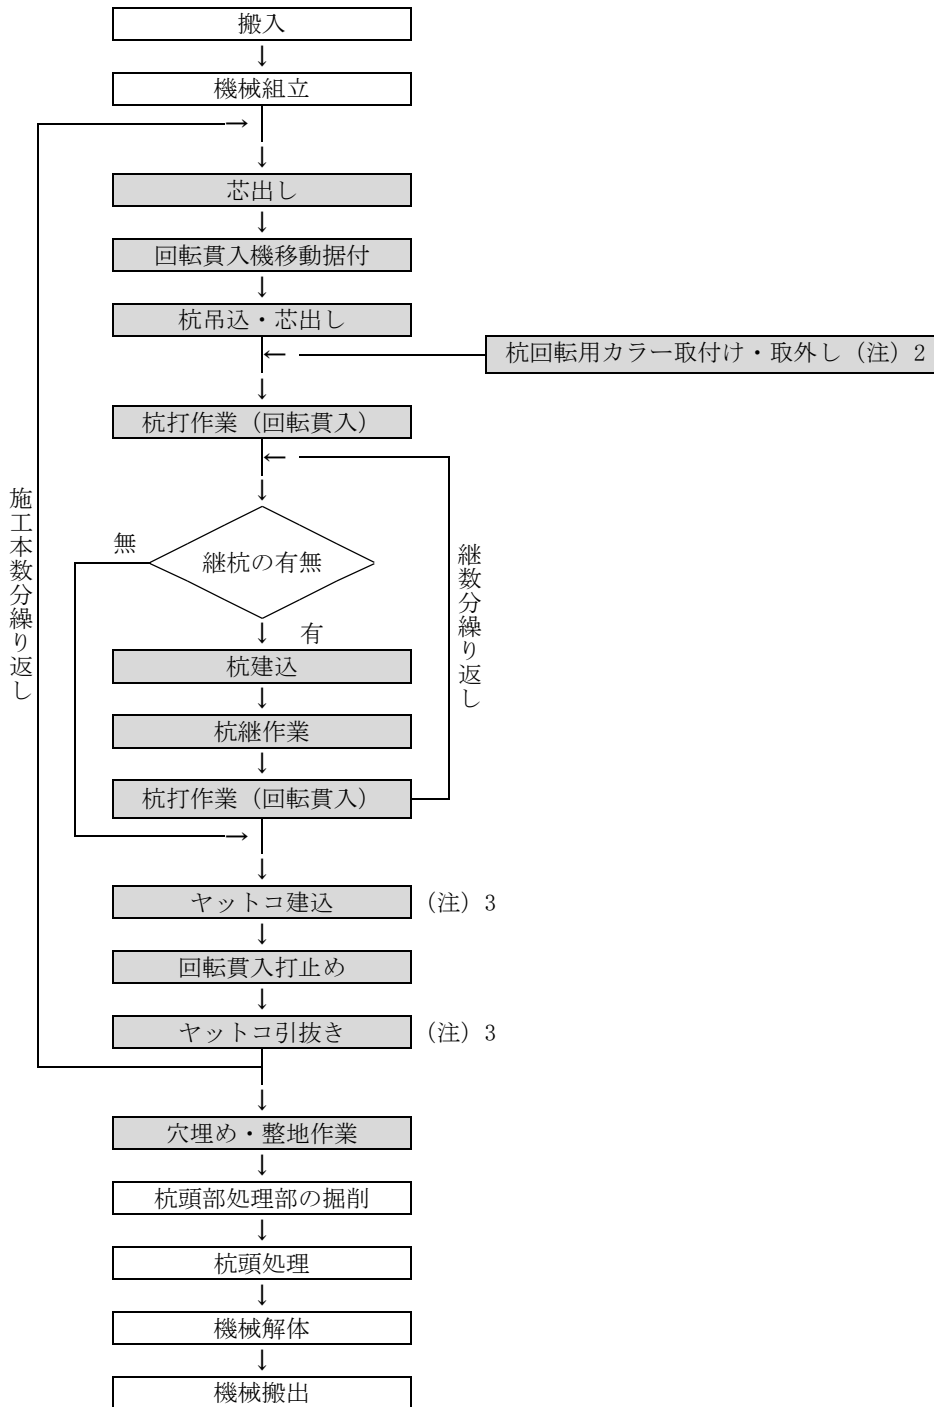 搬入
機械組立
芯出し
回転貫入機移動据付
杭吊込・芯出し
杭回転用カラー取付け・取外し（注）2
杭打作業（回転貫入）
施工本数分繰り返し
無
継杭の有無
継数分繰り返し
有
杭建込
杭継作業
杭打作業（回転貫入）
ヤットコ建込 （注）3
回転貫入打止め
ヤットコ引抜き （注）3
穴埋め・整地作業
杭頭部処理部の掘削
杭頭処理
機械解体
機械搬出